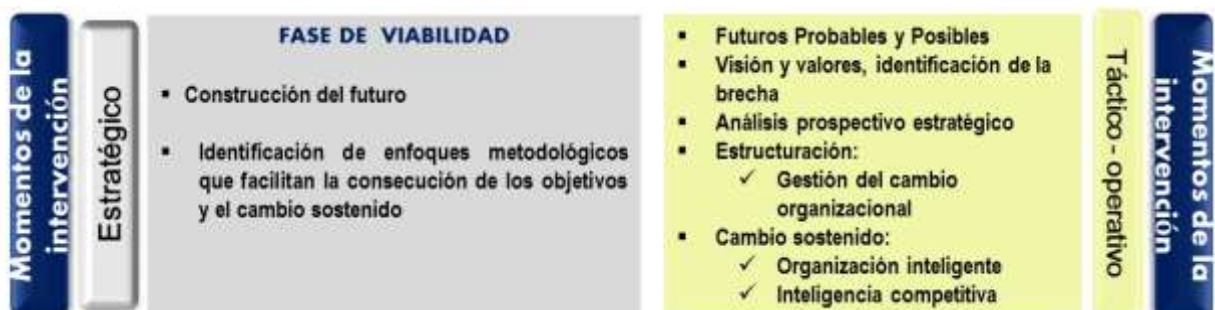 Momentos de la
intervención
Estratégico
FASE DE VIABILIDAD
▪ Construcción del futuro
▪ Identificación de enfoques metodológicos
que facilitan la consecución de los objetivos
y el cambio sostenido
▪ Futuros Probables y Posibles
▪ Visión y valores, identificación de la
brecha
▪ Análisis prospectivo estratégico
▪ Estructuración:
✓ Gestión del cambio
organizacional
▪ Cambio sostenido:
✓ Organización inteligente
✓ Inteligencia competitiva
Táctico - operativo
Momentos de la
intervención